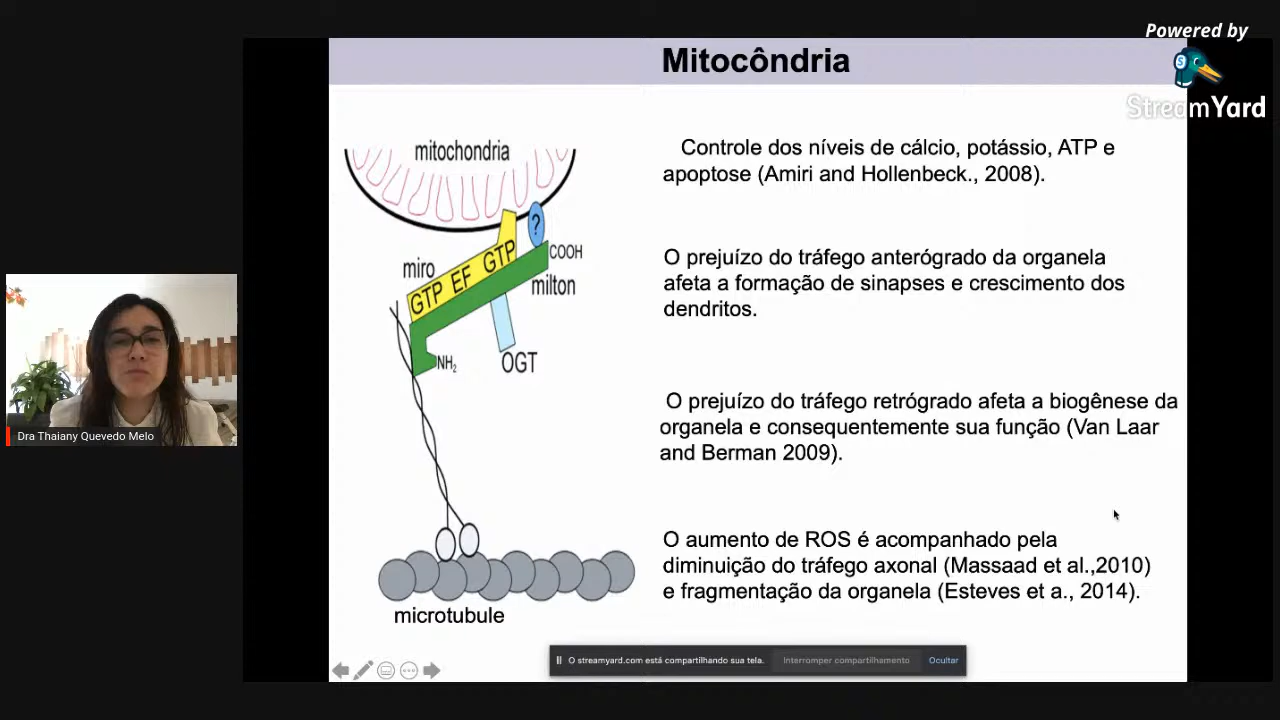 Powered by
StreamYard
Mitocôndria
mitochondria
?
COOH
miro
GTP EF GTP
milton
NH2
OGT
microtubule
Controle dos níveis de cálcio, potássio, ATP e
apoptose (Amiri and Hollenbeck., 2008).
O prejuízo do tráfego anterógrado da organela
afeta a formação de sinapses e crescimento dos
dendritos.
O prejuízo do tráfego retrógrado afeta a biogênese da
organela e consequentemente sua função (Van Laar
and Berman 2009).
O aumento de ROS é acompanhado pela
diminuição do tráfego axonal (Massaad et al.,2010)
e fragmentação da organela (Esteves et a., 2014).
Dra Thaiany Quevedo Melo
O streamyard.com está compartilhando sua tela. Interromper compartilhamento Ocultar